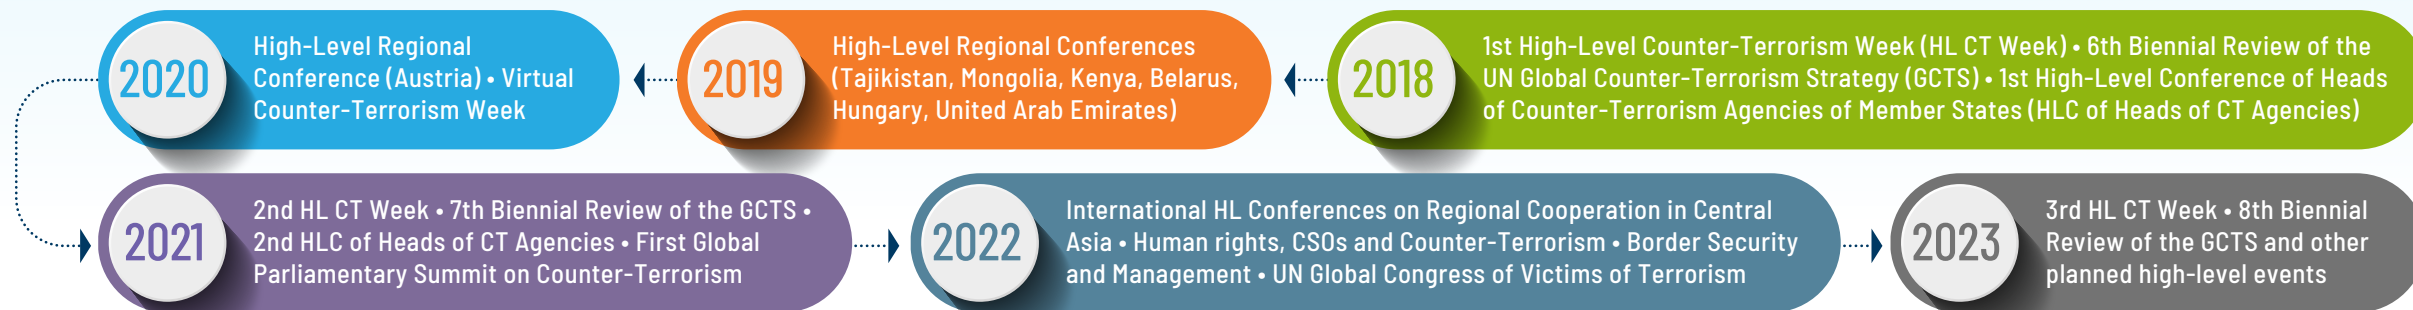 2018
1st High-Level Counter-Terrorism Week (HL CT Week) • 6th Biennial Review of the
UN Global Counter-Terrorism Strategy (GCTS) • 1st High-Level Conference of Heads
of Counter-Terrorism Agencies of Member States (HLC of Heads of CT Agencies)
2019
High-Level Regional Conferences
(Tajikistan, Mongolia, Kenya, Belarus,
Hungary, United Arab Emirates)
2020
High-Level Regional
Conference (Austria) • Virtual
Counter-Terrorism Week
2021
2nd HL CT Week • 7th Biennial Review of the GCTS •
2nd HLC of Heads of CT Agencies • First Global
Parliamentary Summit on Counter-Terrorism
2022
International HL Conferences on Regional Cooperation in Central
Asia • Human rights, CSOs and Counter-Terrorism • Border Security
and Management • UN Global Congress of Victims of Terrorism
2023
3rd HL CT Week • 8th Biennial
Review of the GCTS and other
planned high-level events